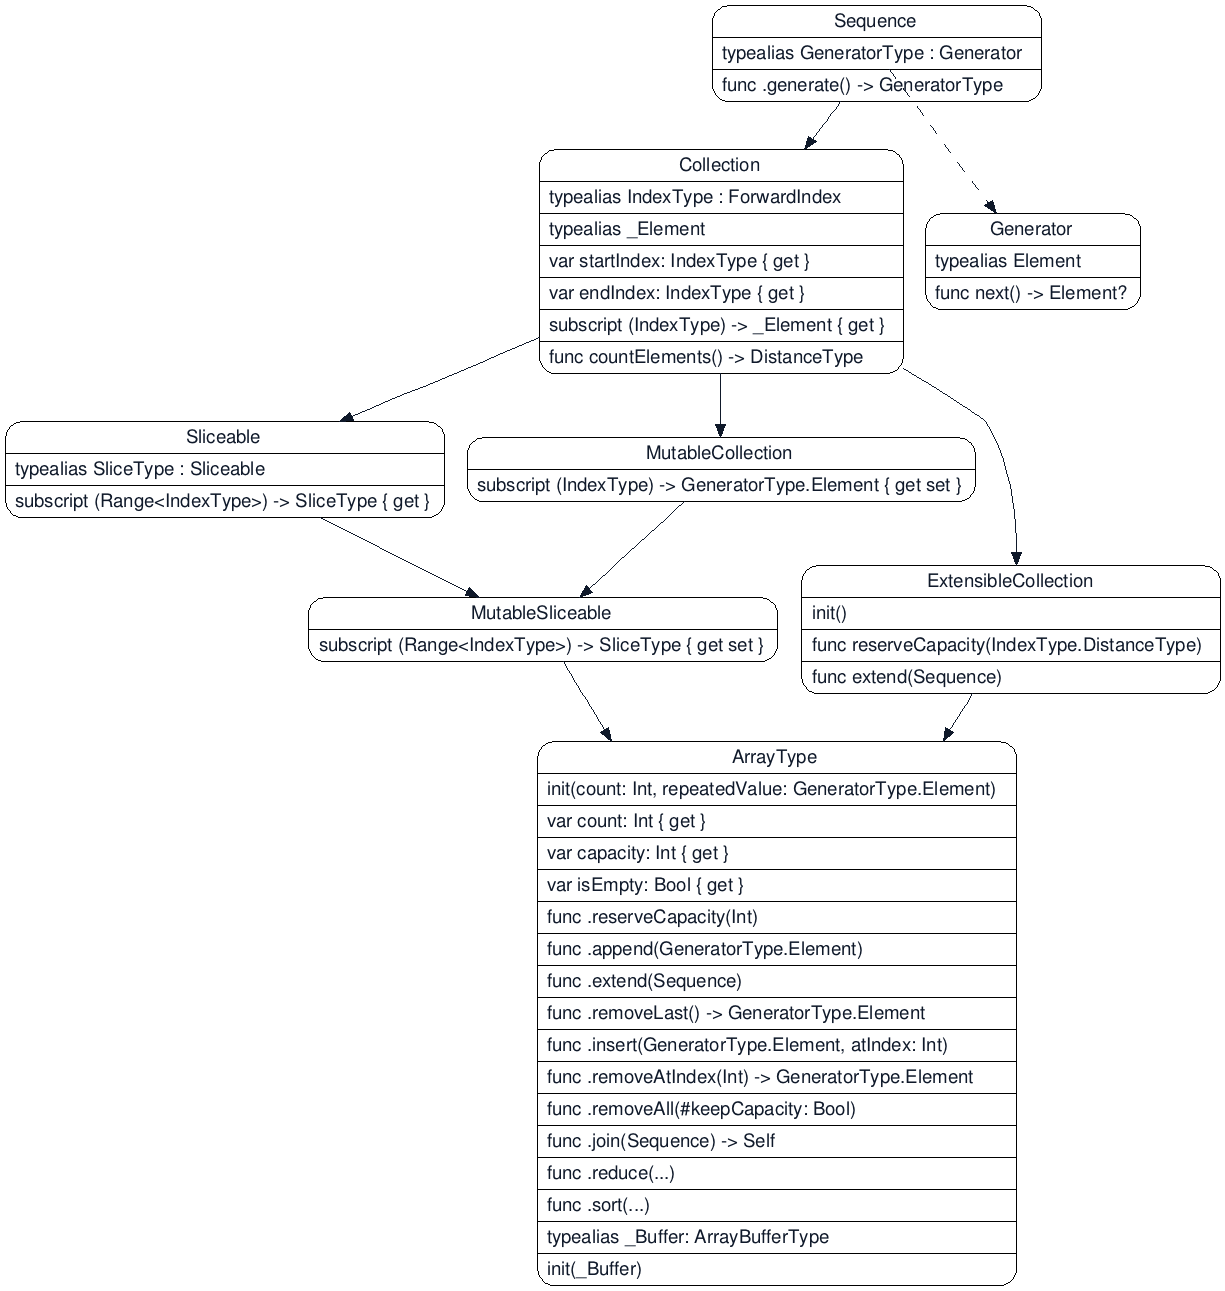 Sequence
typealias GeneratorType : Generator
func .generate() -> GeneratorType
Collection
typealias IndexType : ForwardIndex
typealias _Element
var startIndex: IndexType { get }
var endIndex: IndexType { get }
subscript (IndexType) -> _Element { get }
func countElements() -> DistanceType
Generator
typealias Element
func next() -> Element?
Sliceable
typealias SliceType : Sliceable
subscript (Range<IndexType>) -> SliceType { get }
MutableCollection
subscript (IndexType) -> GeneratorType.Element { get set }
MutableSliceable
subscript (Range<IndexType>) -> SliceType { get set }
ExtensibleCollection
init()
func reserveCapacity(IndexType.DistanceType)
func extend(Sequence)
ArrayType
init(count: Int, repeatedValue: GeneratorType.Element)
var count: Int { get }
var capacity: Int { get }
var isEmpty: Bool { get }
func .reserveCapacity(Int)
func .append(GeneratorType.Element)
func .extend(Sequence)
func .removeLast() -> GeneratorType.Element
func .insert(GeneratorType.Element, atIndex: Int)
func .removeAtIndex(Int) -> GeneratorType.Element
func .removeAll(#keepCapacity: Bool)
func .join(Sequence) -> Self
func .reduce(...)
func .sort(...)
typealias _Buffer: ArrayBufferType
init(_Buffer)